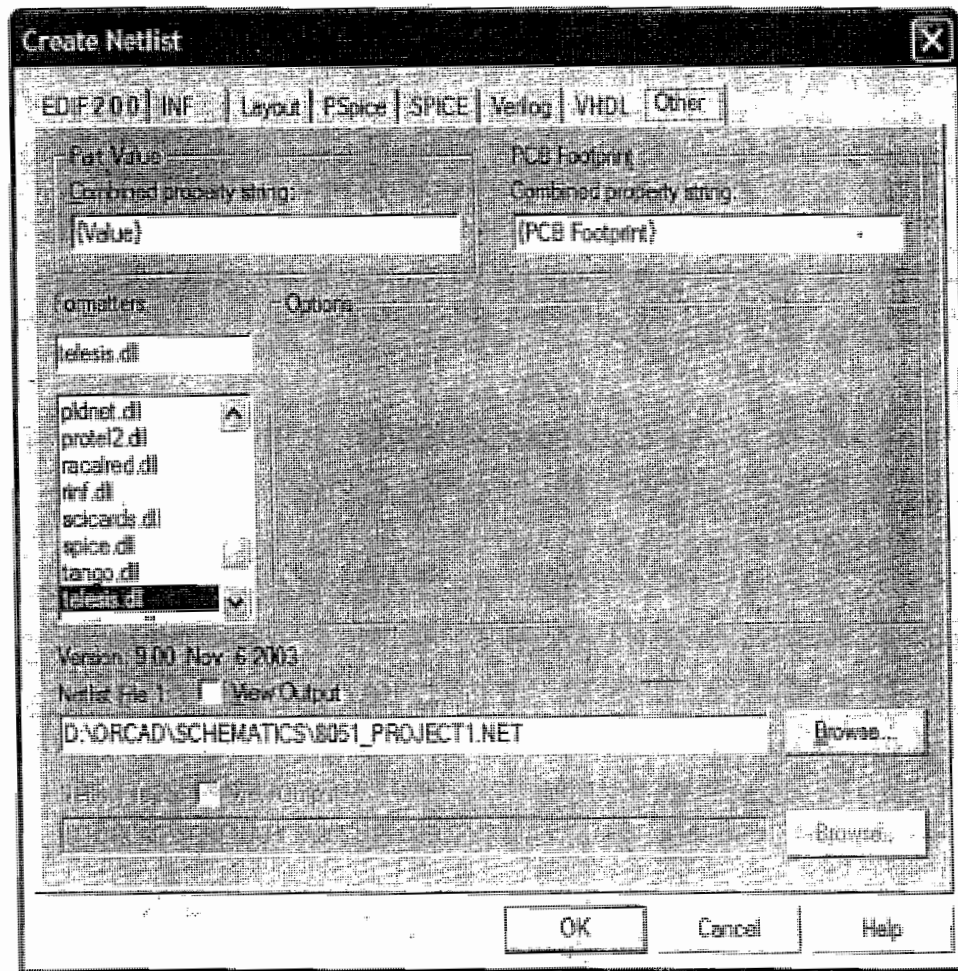 Create Netlist
EDIF 2 0 0 INF Layout PSpice SPICE Verilog VHDL Other
Part Value
Combined property string:
{Value}
PCB Footprint
Combined property string:
{PCB Footprint}
Formatters
telesis.dll
pldnet.dll
protel2.dll
racalred.dll
rinf.dll
scicards.dll
spice.dll
tango.dll
telesis.dll
Options
Version: 9.00 Nov 6 2003
Netlist File 1: View Output
D:\ORCAD\SCHEMATICS\8051_PROJECT1.NET
Browse...
View Output
Browse...
OK Cancel Help